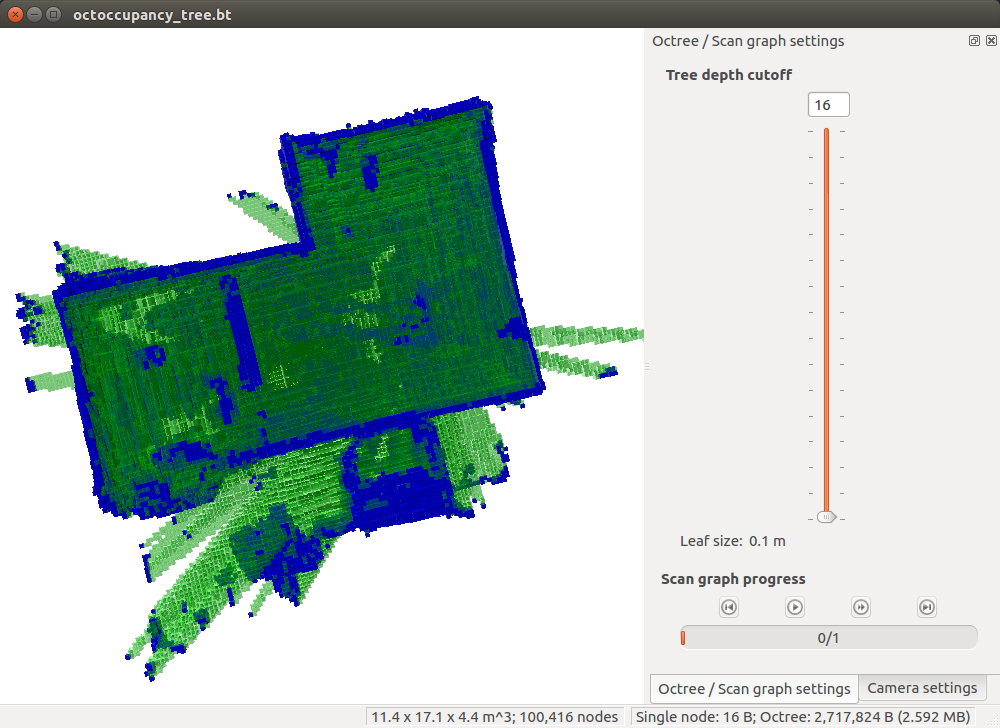 octoccupancy_tree.bt
Octree / Scan graph settings
Tree depth cutoff
16
Leaf size: 0.1 m
Scan graph progress
0/1
Octree / Scan graph settings
Camera settings
11.4 x 17.1 x 4.4 m^3; 100,416 nodes
Single node: 16 B; Octree: 2,717,824 B (2.592 MB)